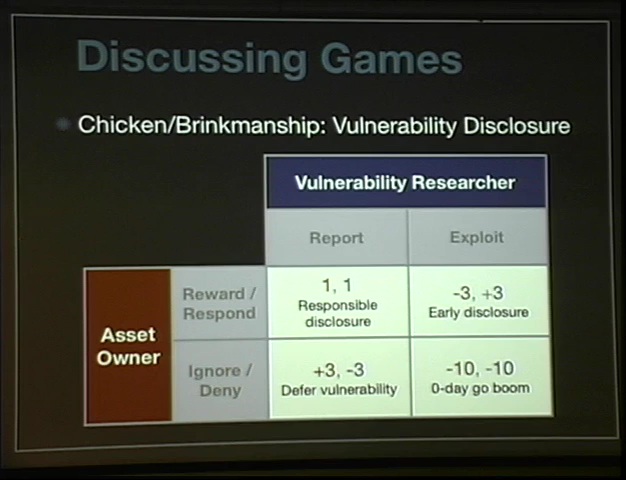 Discussing Games
Chicken/Brinkmanship: Vulnerability Disclosure
Vulnerability Researcher
Report
Exploit
Asset
Owner
Reward /
Respond
1, 1
Responsible
disclosure
-3, +3
Early disclosure
Ignore /
Deny
+3, -3
Defer vulnerability
-10, -10
0-day go boom